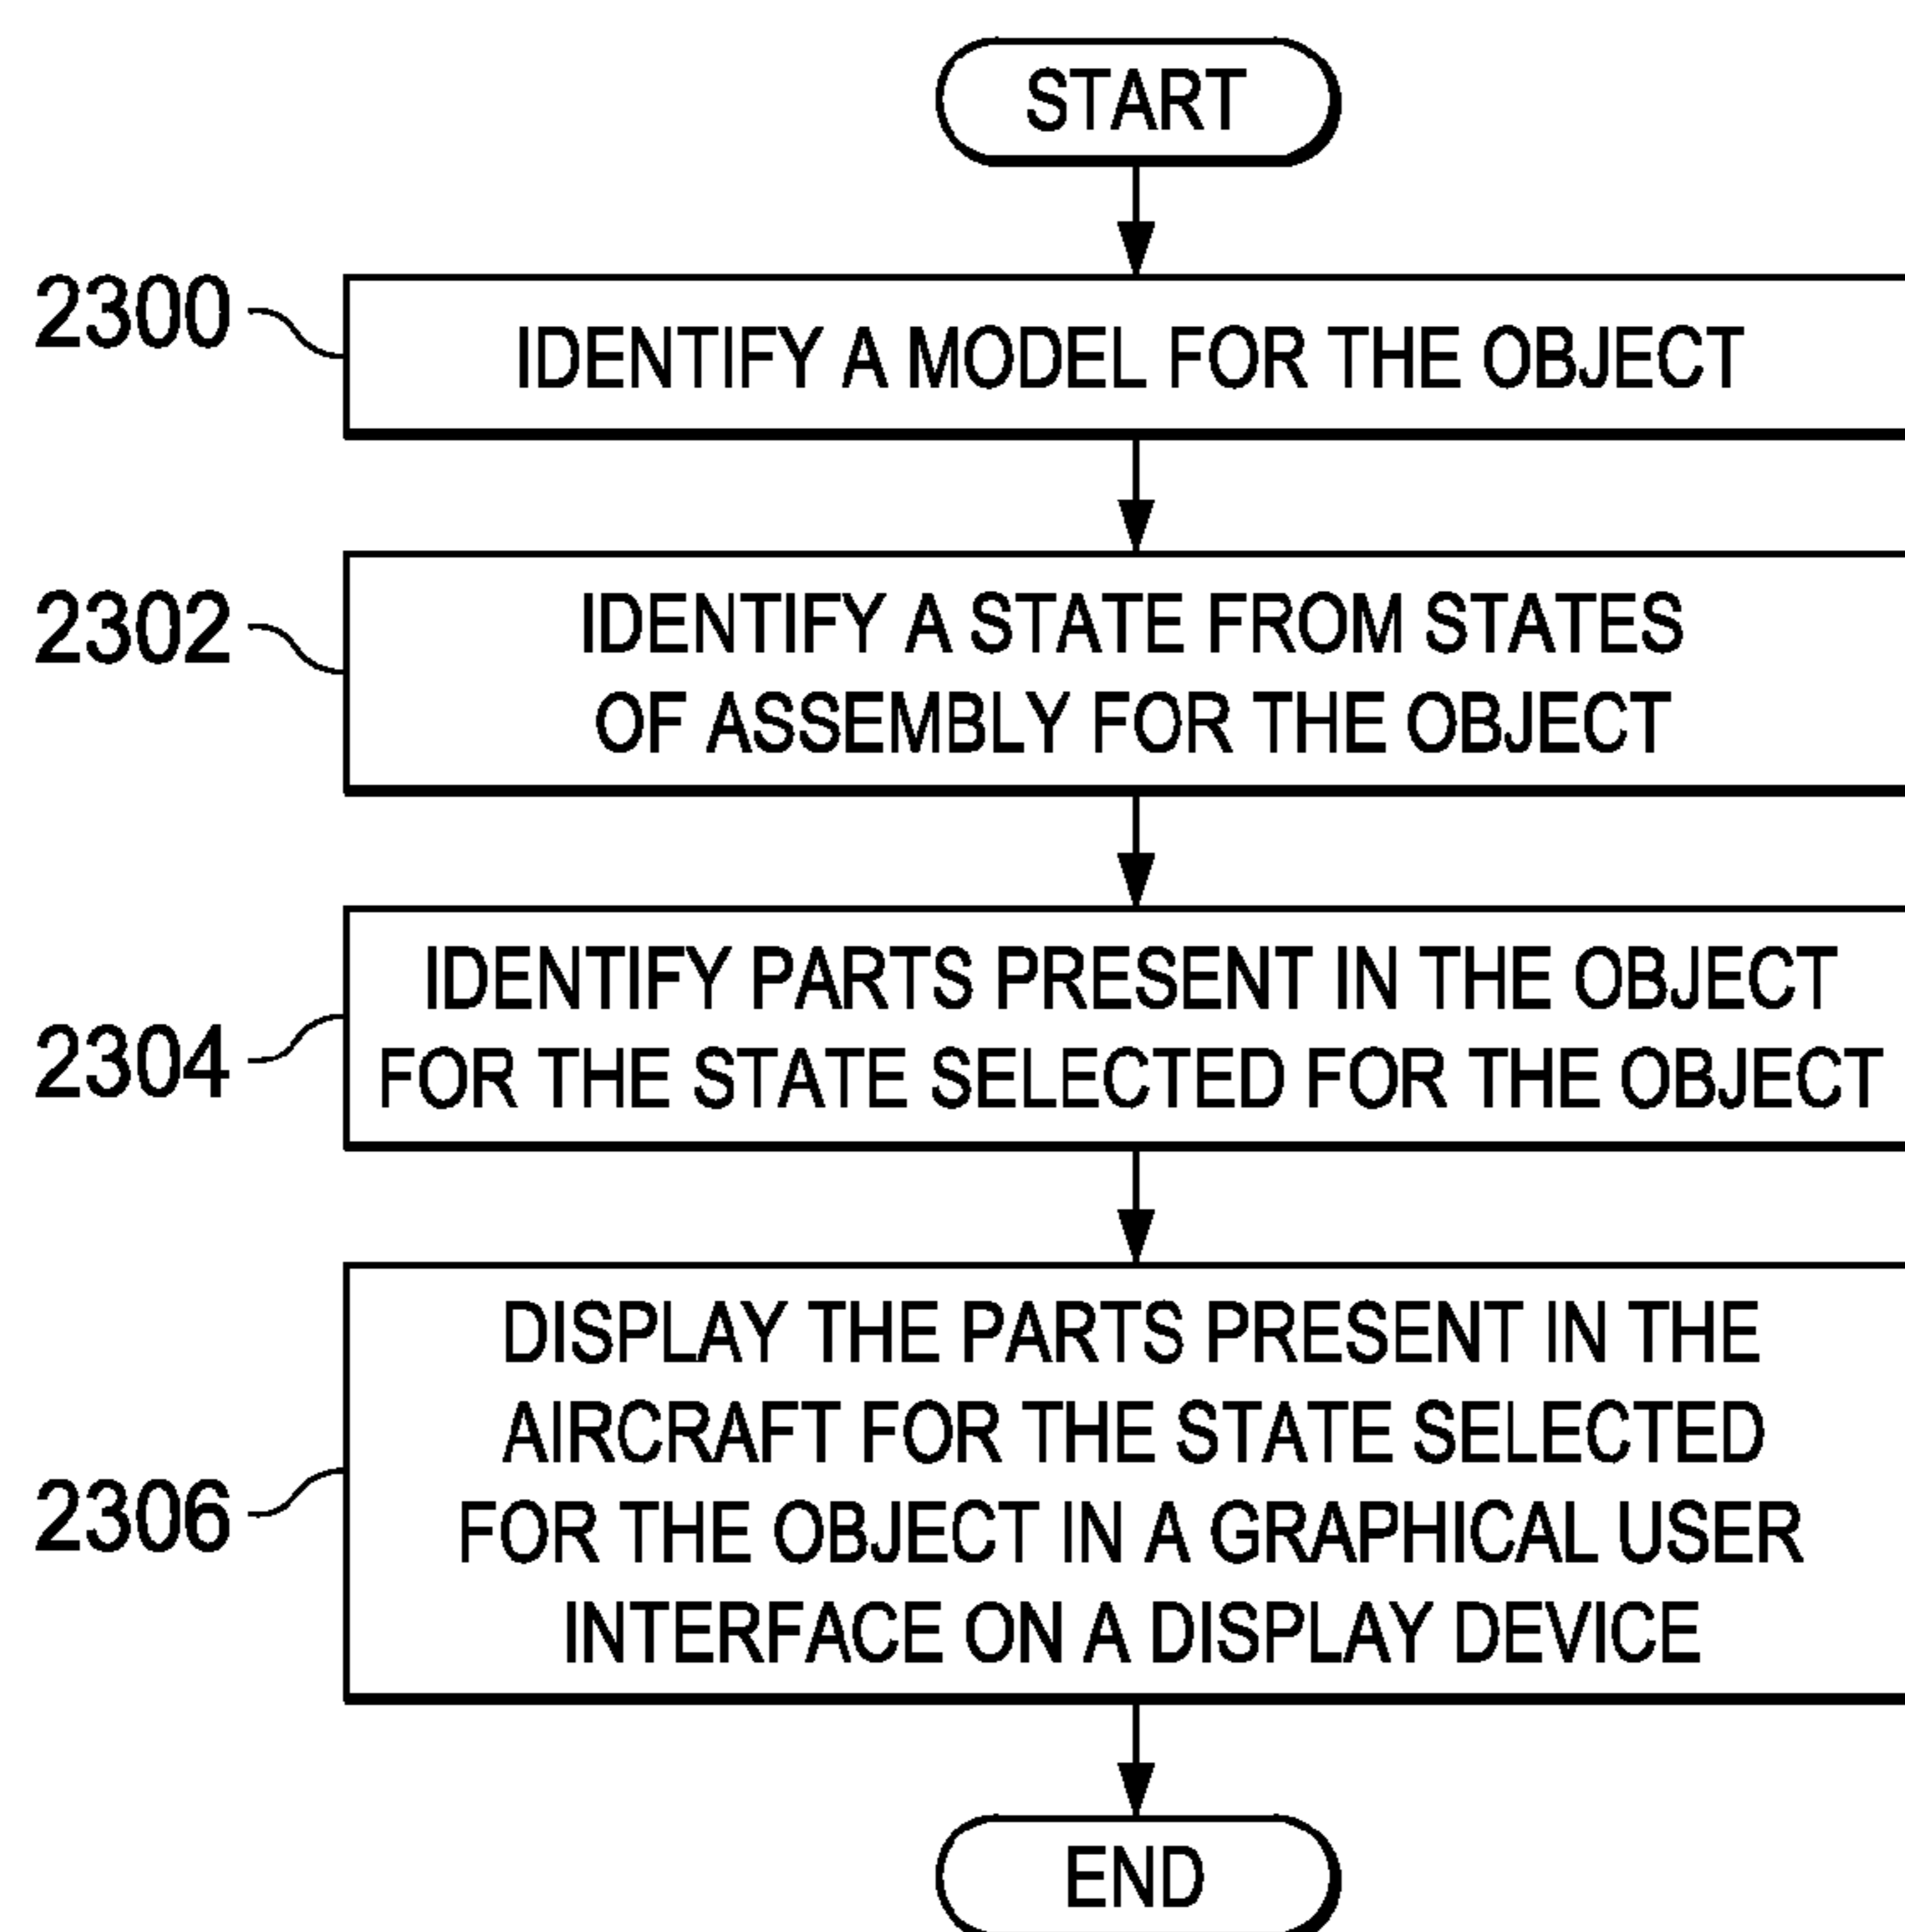 START
2300
IDENTIFY A MODEL FOR THE OBJECT
2302
IDENTIFY A STATE FROM STATES
OF ASSEMBLY FOR THE OBJECT
2304
IDENTIFY PARTS PRESENT IN THE OBJECT
FOR THE STATE SELECTED FOR THE OBJECT
2306
DISPLAY THE PARTS PRESENT IN THE
AIRCRAFT FOR THE STATE SELECTED
FOR THE OBJECT IN A GRAPHICAL USER
INTERFACE ON A DISPLAY DEVICE
END